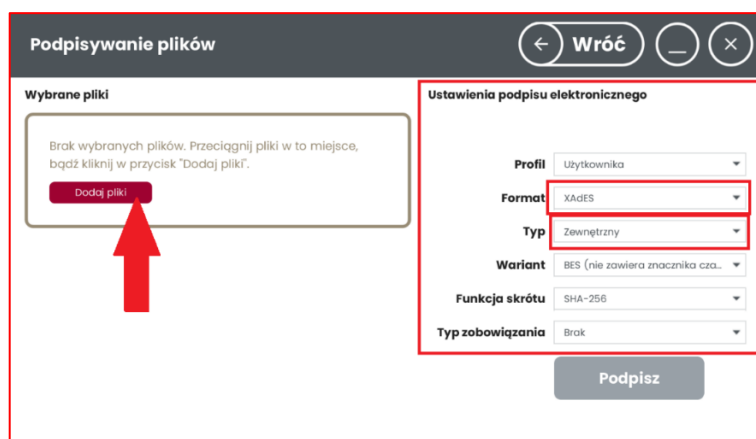 Podpisywanie plików
Wróć
Wybrane pliki
Brak wybranych plików. Przeciągnij pliki w to miejsce,
bądź kliknij w przycisk "Dodaj pliki".
Dodaj pliki
Ustawienia podpisu elektronicznego
Profil Użytkownika
Format XAdES
Typ Zewnętrzny
Wariant BES (nie zawiera znacznika cza...
Funkcja skrótu SHA-256
Typ zobowiązania Brak
Podpisz